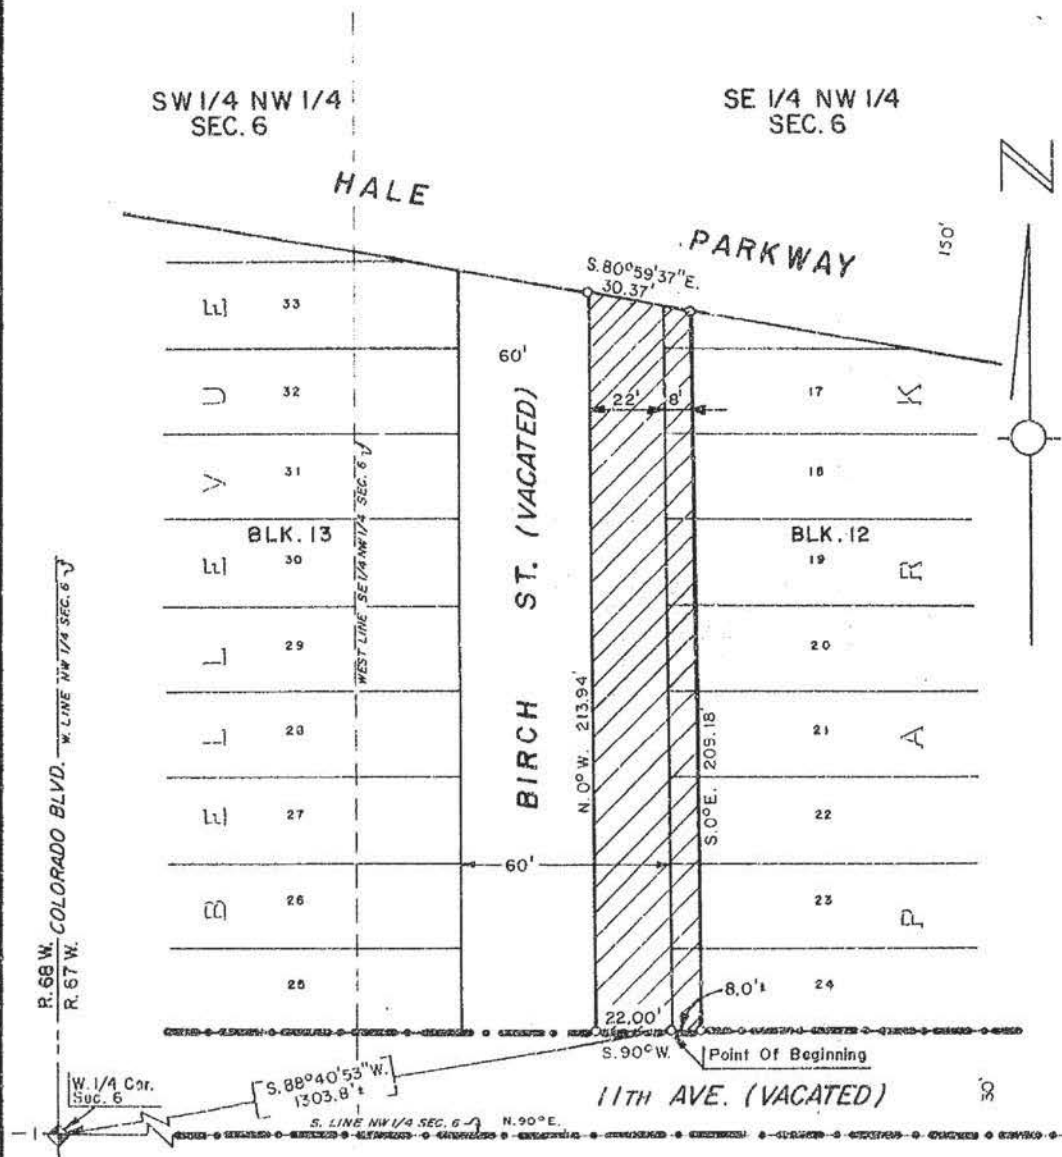 SW 1/4 NW 1/4
SEC. 6
SE 1/4 NW 1/4
SEC. 6
N
HALE
PARKWAY
150'
S.80°59'37"E.
30.37'
33
60'
32
22'
8'
17
31
18
BLK. 13
30
BLK. 12
19
29
20
28
21
27
22
26
23
25
24
BELLEVUE
PARK
BIRCH ST. (VACATED)
WEST LINE SE 1/4 NW 1/4 SEC. 6
N.0°W. 213.94'
S.0°E. 209.18'
60'
W. LINE NW 1/4 SEC. 6
COLORADO BLVD.
R.68 W.
R.67 W.
8.0'±
22.00'
S.90°W.
Point Of Beginning
11TH AVE. (VACATED)
30'
W. 1/4 Cor.
Sec. 6
S.88°40'53"W.
1303.8'±
S. LINE NW 1/4 SEC. 6
N.90°E.